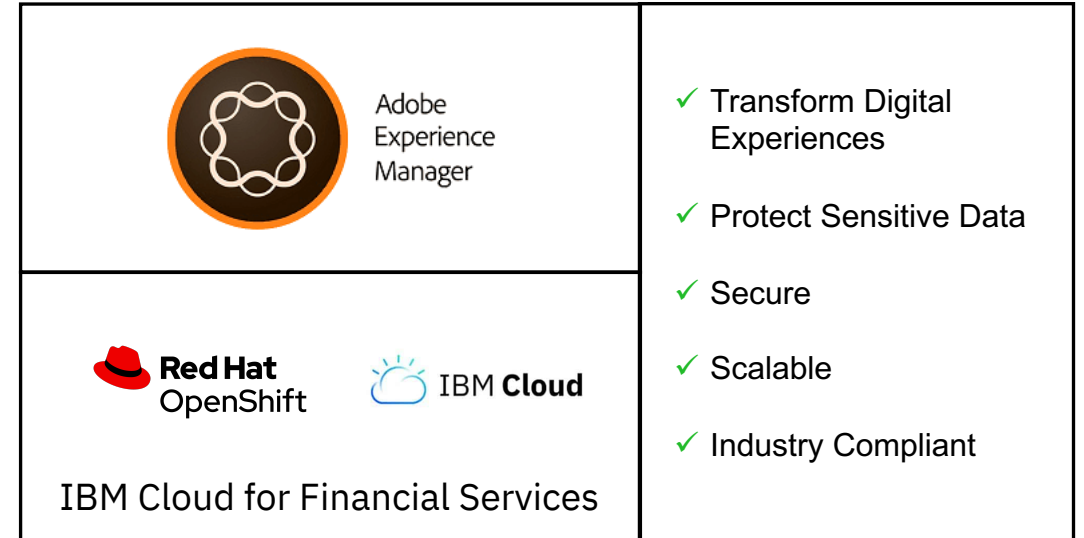 Adobe
Experience
Manager
Red Hat
OpenShift
IBM Cloud
IBM Cloud for Financial Services
✓ Transform Digital
Experiences
✓ Protect Sensitive Data
✓ Secure
✓ Scalable
✓ Industry Compliant